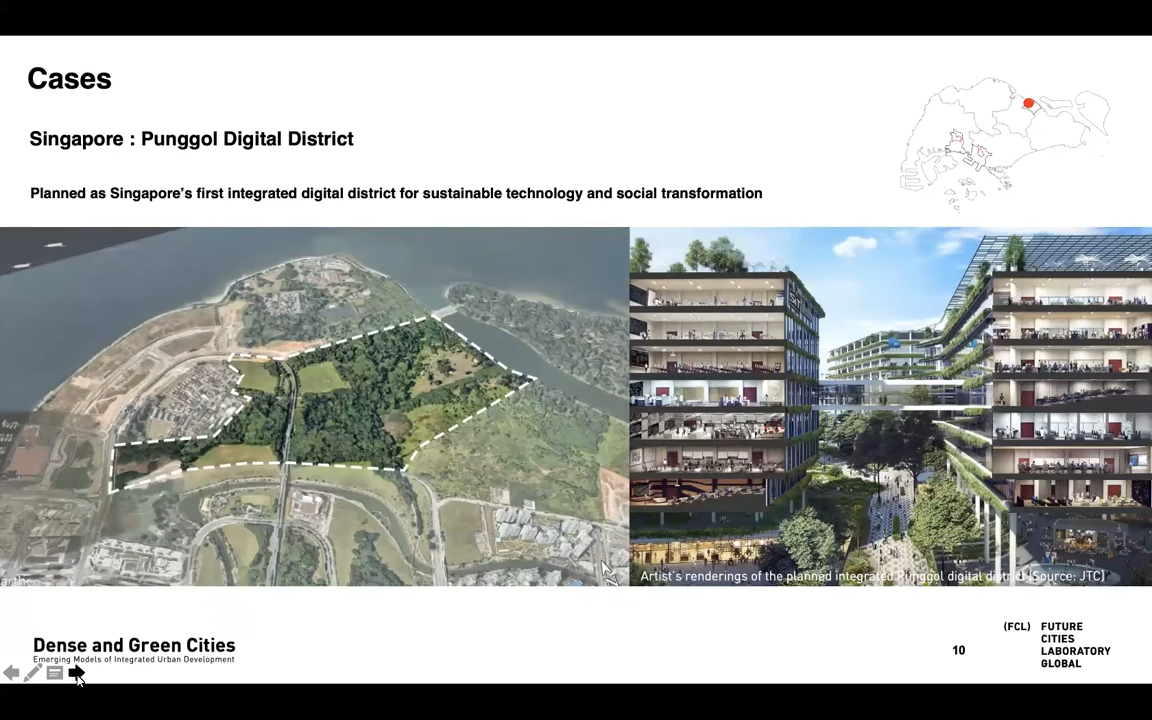 Cases
Singapore : Punggol Digital District
Planned as Singapore's first integrated digital district for sustainable technology and social transformation
Artist's renderings of the planned integrated Punggol digital district (Source: JTC)
Dense and Green Cities
Emerging Models of Integrated Urban Development
10
(FCL) FUTURE
CITIES
LABORATORY
GLOBAL